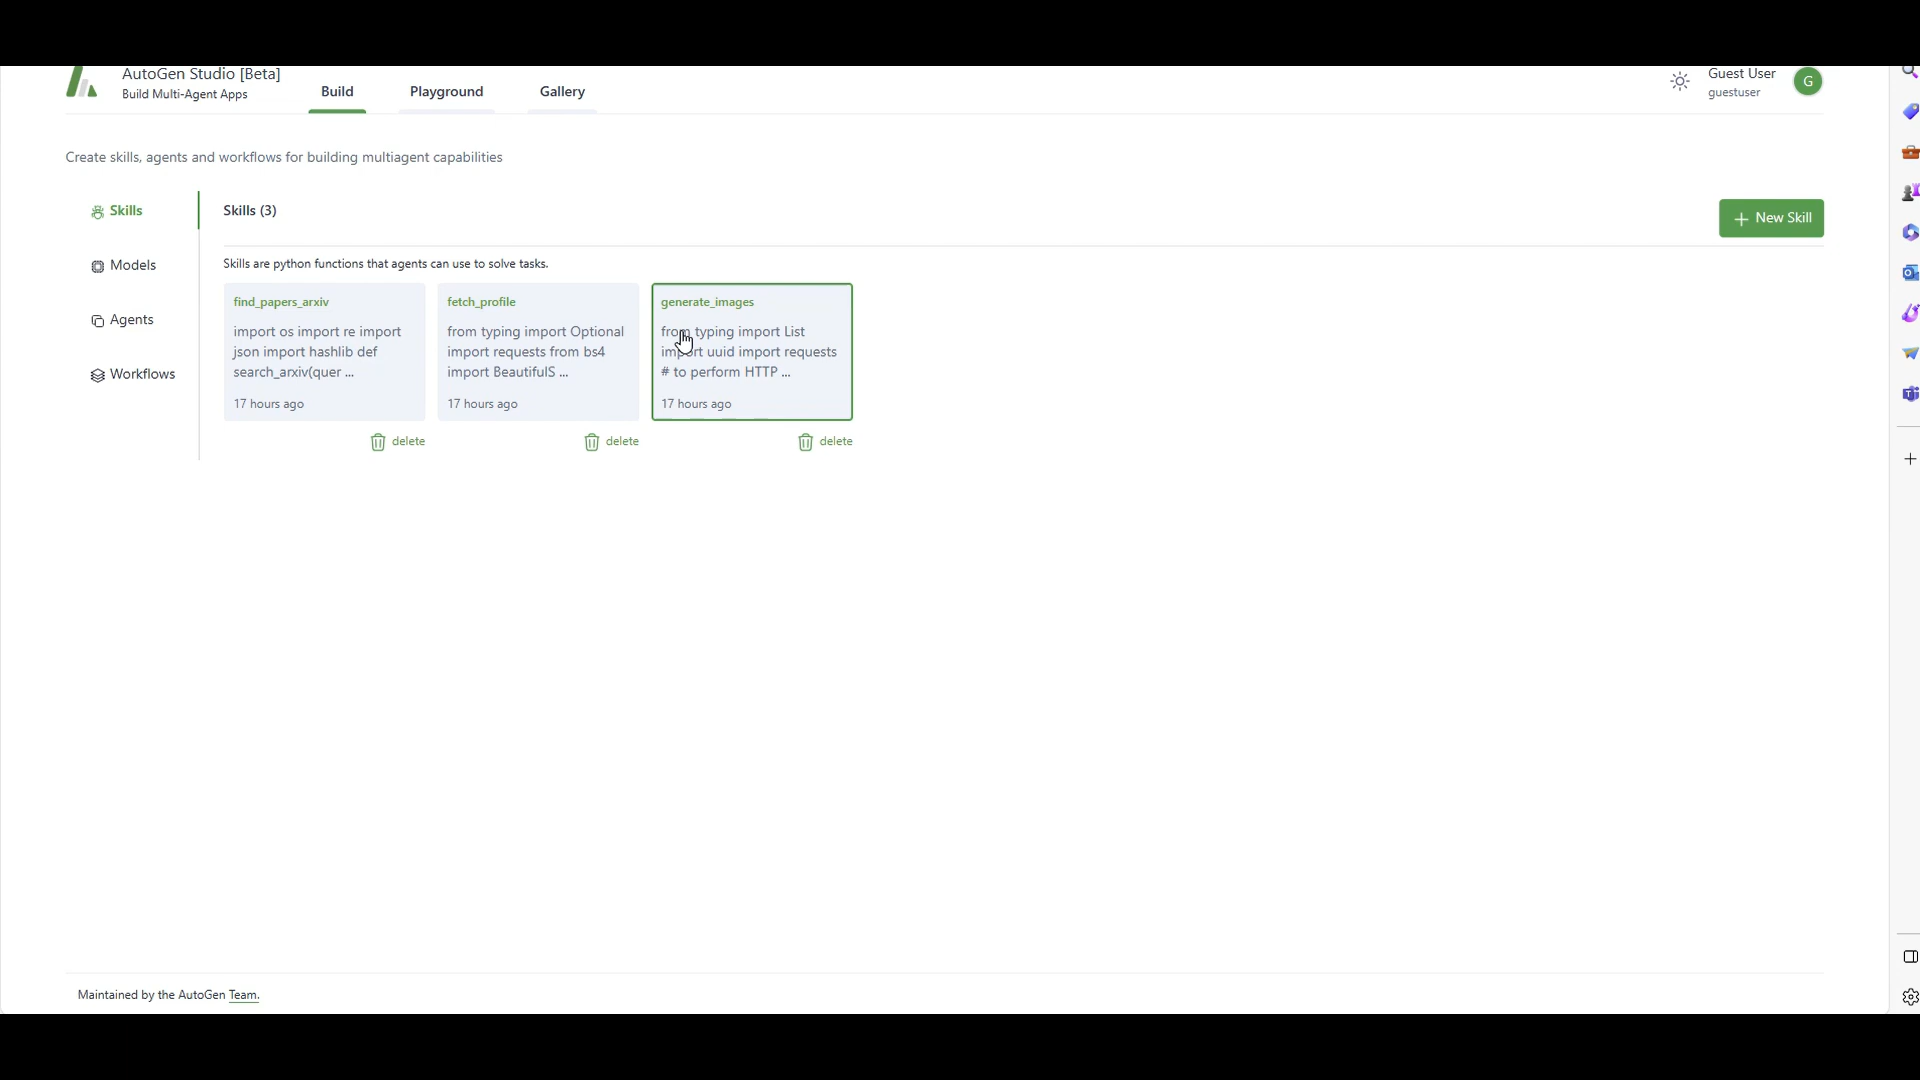 AutoGen Studio [Beta]
Build Multi-Agent Apps
Build
Playground
Gallery
Guest User
guestuser
G
Create skills, agents and workflows for building multiagent capabilities
Skills
Models
Agents
Workflows
Skills (3)
New Skill
Skills are python functions that agents can use to solve tasks.
find_papers_arxiv
import os import re import
json import hashlib def
search_arxiv(quer ...
17 hours ago
delete
fetch_profile
from typing import Optional
import requests from bs4
import BeautifulS ...
17 hours ago
delete
generate_images
from typing import List
import uuid import requests
# to perform HTTP ...
17 hours ago
delete
Maintained by the AutoGen Team.